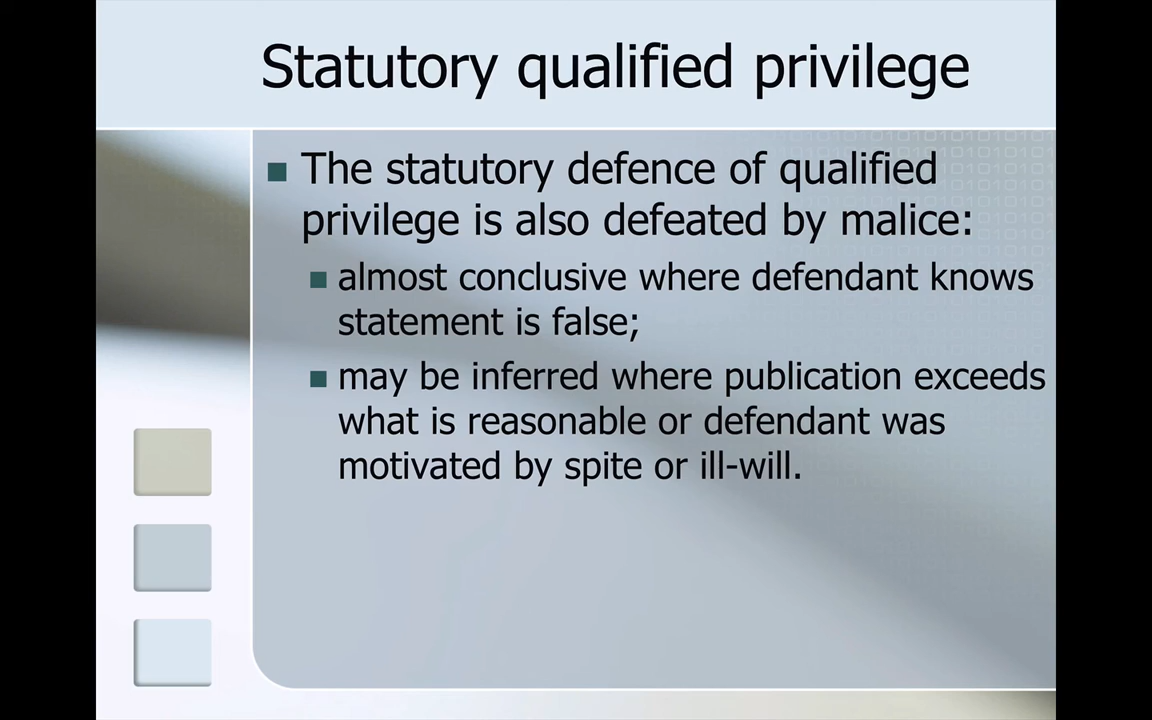 Statutory qualified privilege
The statutory defence of qualified
privilege is also defeated by malice:
almost conclusive where defendant knows
statement is false;
may be inferred where publication exceeds
what is reasonable or defendant was
motivated by spite or ill-will.